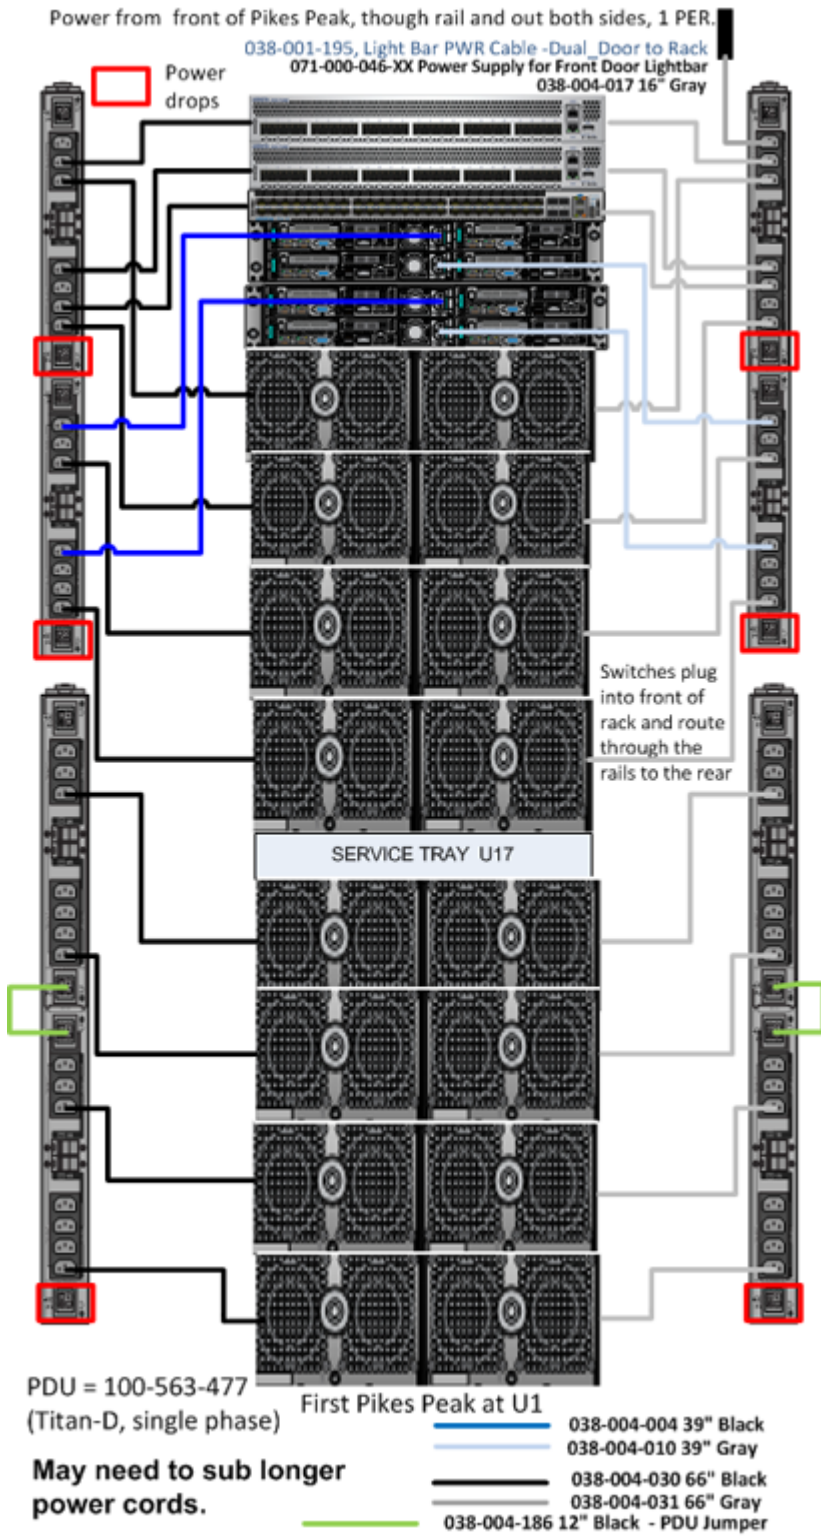 Power from  front of Pikes Peak, though rail and out both sides, 1 PER.
038-001-195, Light Bar PWR Cable -Dual_Door to Rack
071-000-046-XX Power Supply for Front Door Lightbar
038-004-017 16" Gray
Power
drops
Switches plug
into front of
rack and route
through the
rails to the rear
SERVICE TRAY  U17
PDU = 100-563-477
(Titan-D, single phase)
First Pikes Peak at U1
038-004-004 39" Black
038-004-010 39" Gray
May need to sub longer
power cords.
038-004-030 66" Black
038-004-031 66" Gray
038-004-186 12" Black  - PDU Jumper